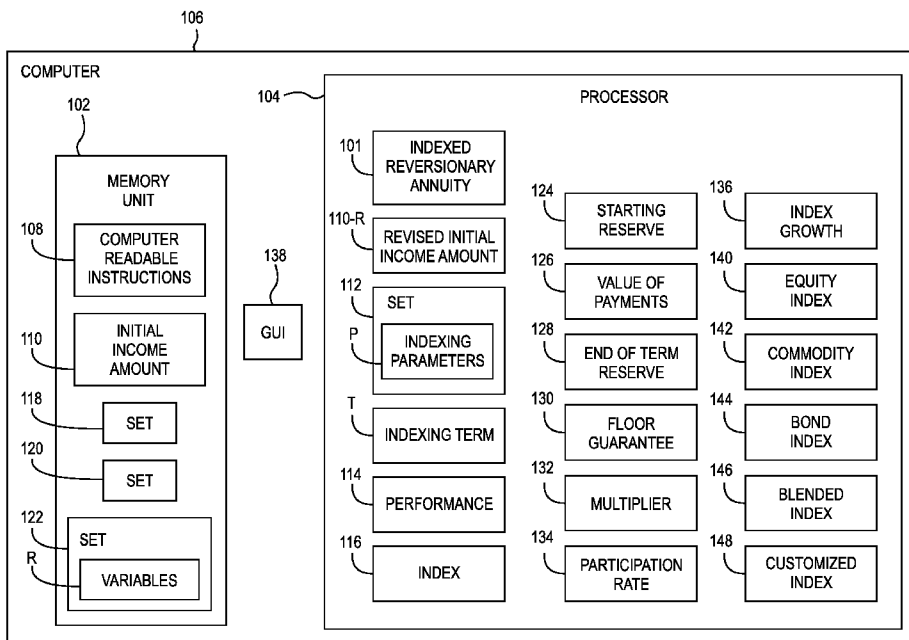 106
COMPUTER
102
MEMORY
UNIT
108
COMPUTER
READABLE
INSTRUCTIONS
110
INITIAL
INCOME
AMOUNT
118
SET
120
SET
122
SET
R
VARIABLES
138
GUI
104
PROCESSOR
101
INDEXED
REVERSIONARY
ANNUITY
110-R
REVISED INITIAL
INCOME AMOUNT
112
SET
P
INDEXING
PARAMETERS
T
INDEXING TERM
114
PERFORMANCE
116
INDEX
124
STARTING
RESERVE
126
VALUE OF
PAYMENTS
128
END OF TERM
RESERVE
130
FLOOR
GUARANTEE
132
MULTIPLIER
134
PARTICIPATION
RATE
136
INDEX
GROWTH
140
EQUITY
INDEX
142
COMMODITY
INDEX
144
BOND
INDEX
146
BLENDED
INDEX
148
CUSTOMIZED
INDEX